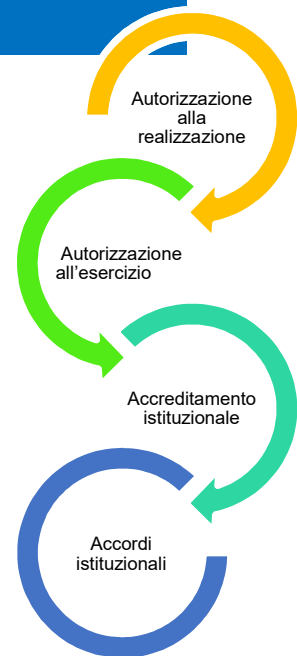 Autorizzazione
alla
realizzazione
Autorizzazione
all'esercizio
Accreditamento
istituzionale
Accordi
istituzionali